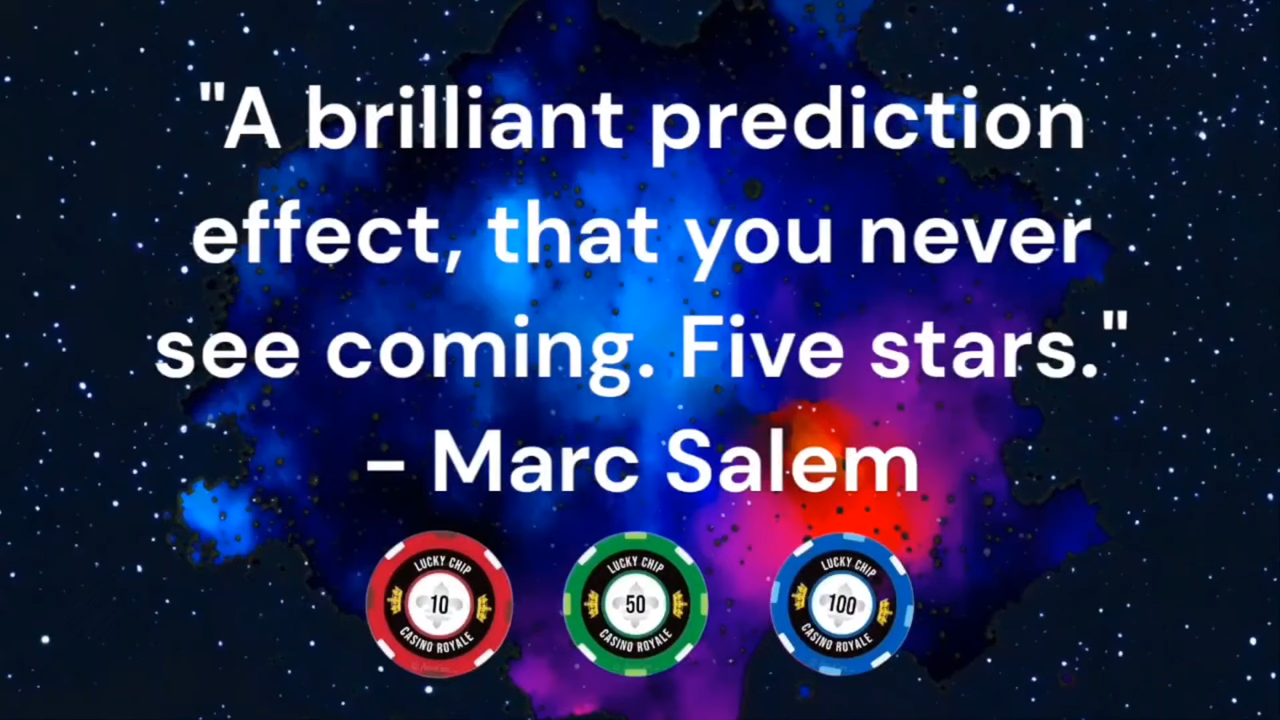 "A brilliant prediction
effect, that you never
see coming. Five stars."
- Marc Salem
LUCKY CHIP
10
CASINO ROYALE
LUCKY CHIP
50
CASINO ROYALE
LUCKY CHIP
100
CASINO ROYALE